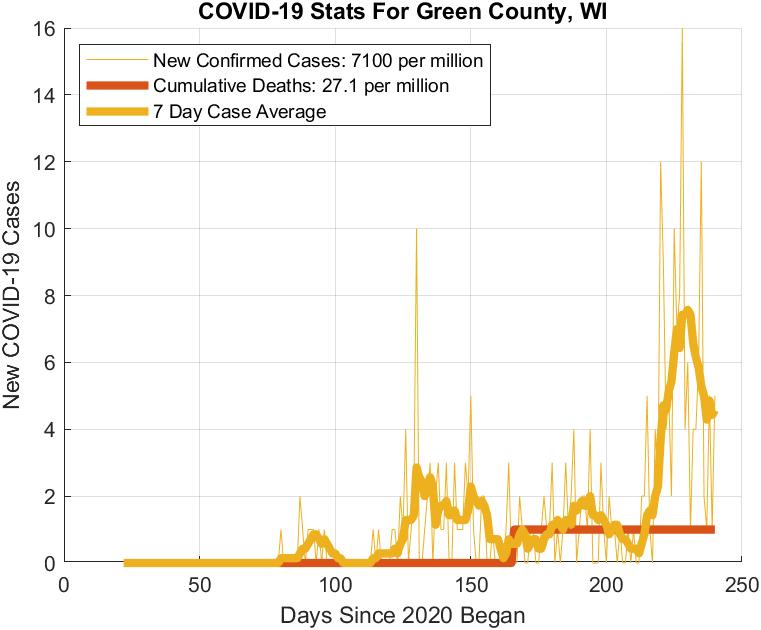 COVID-19 Stats For Green County, WI
New Confirmed Cases: 7100 per million
Cumulative Deaths: 27.1 per million
7 Day Case Average
New COVID-19 Cases
16
14
12
10
8
6
4
2
0
0 50 100 150 200 250
Days Since 2020 Began